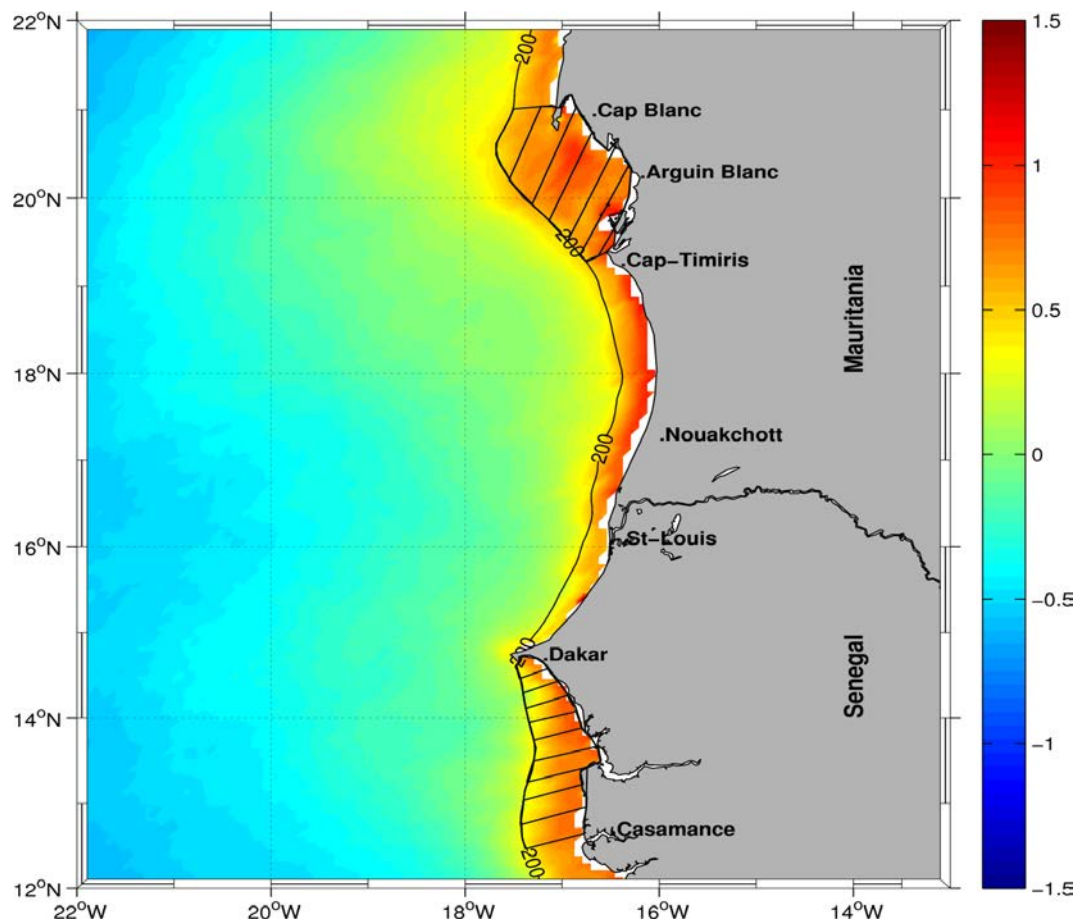 22°N
20°N
18°N
16°N
14°N
12°N
22°W
20°W
18°W
16°W
14°W
200
Cap Blanc
Arguin Blanc
200
Cap-Timiris
Mauritania
Nouakchott
200
St-Louis
200
Dakar
Senegal
Casamance
200
1.5
1
0.5
0
-0.5
-1
-1.5